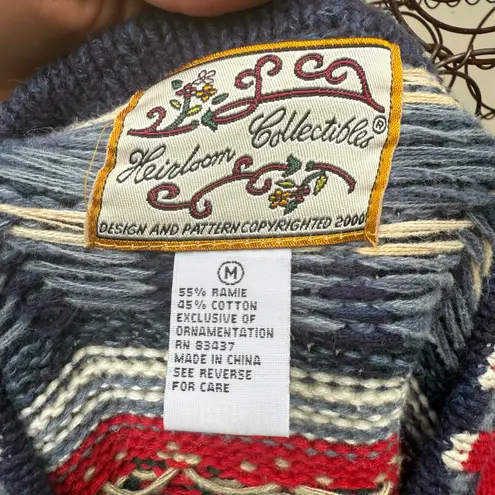 Heirloom Collectibles®
DESIGN AND PATTERN COPYRIGHTED 2000
M
55% RAMIE
45% COTTON
EXCLUSIVE OF
ORNAMENTATION
RN 83437
MADE IN CHINA
SEE REVERSE
FOR CARE